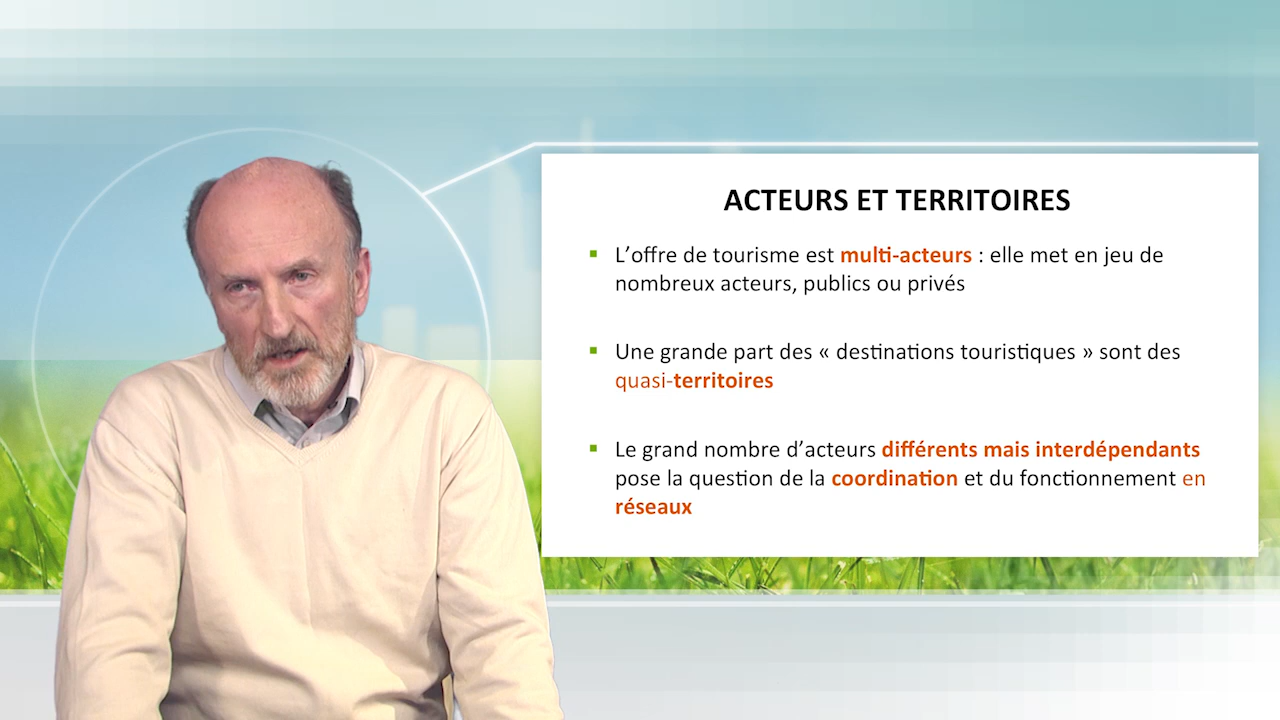 ACTEURS ET TERRITOIRES
L’offre de tourisme est multi-acteurs : elle met en jeu de
nombreux acteurs, publics ou privés
Une grande part des « destinations touristiques » sont des
quasi-territoires
Le grand nombre d’acteurs différents mais interdépendants
pose la question de la coordination et du fonctionnement en
réseaux